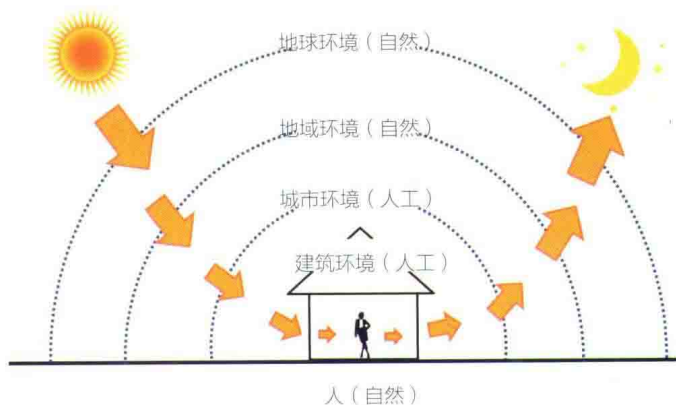 地球环境（自然）
地域环境（自然）
城市环境（人工）
建筑环境（人工）
人（自然）